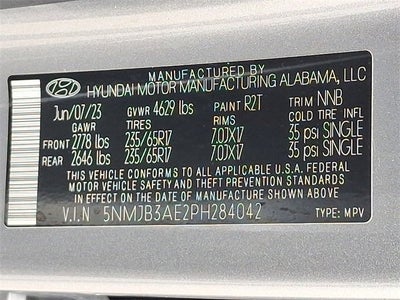 MANUFACTURED BY
HYUNDAI MOTOR MANUFACTURING ALABAMA, LLC
Jun/07/23 GVWR 4629 lbs PAINT R2T TRIM NNB
GAWR TIRES RIMS COLD TIRE INFL
FRONT 2778 lbs 235/65R17 7.0JX17 35 psi SINGLE
REAR 2646 lbs 235/65R17 7.0JX17 35 psi SINGLE
THIS VEHICLE CONFORMS TO ALL APPLICABLE U.S.A. FEDERAL
MOTOR VEHICLE SAFETY AND THEFT PREVENTION STANDARDS
IN EFFECT ON THE DATE OF MANUFACTURE SHOWN ABOVE.
V.I.N 5NMJB3AE2PH284042 TYPE: MPV